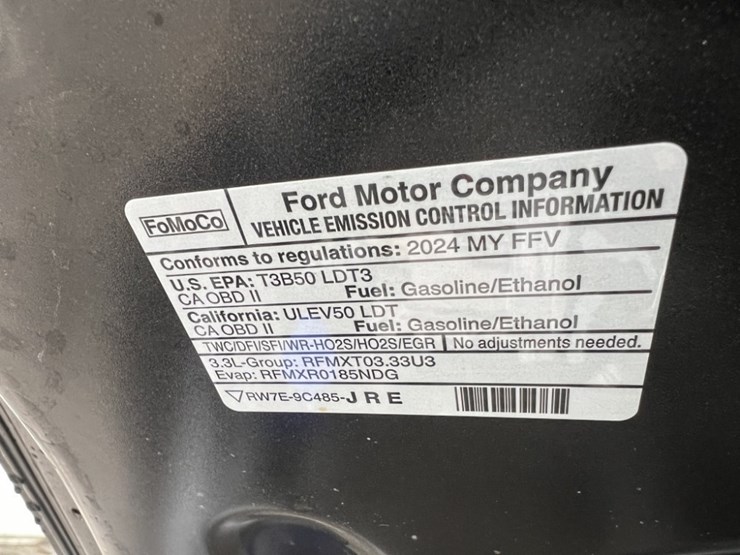 FoMoCo
Ford Motor Company
VEHICLE EMISSION CONTROL INFORMATION
Conforms to regulations: 2024 MY FFV
U.S. EPA: T3B50 LDT3
CA OBD II Fuel: Gasoline/Ethanol
California: ULEV50 LDT
CA OBD II Fuel: Gasoline/Ethanol
TWC/DFI/SFI/WR-HO2S/HO2S/EGR No adjustments needed.
3.3L-Group: RFMXT03.33U3
Evap: RFMXR0185NDG
RW7E-9C485-J R E